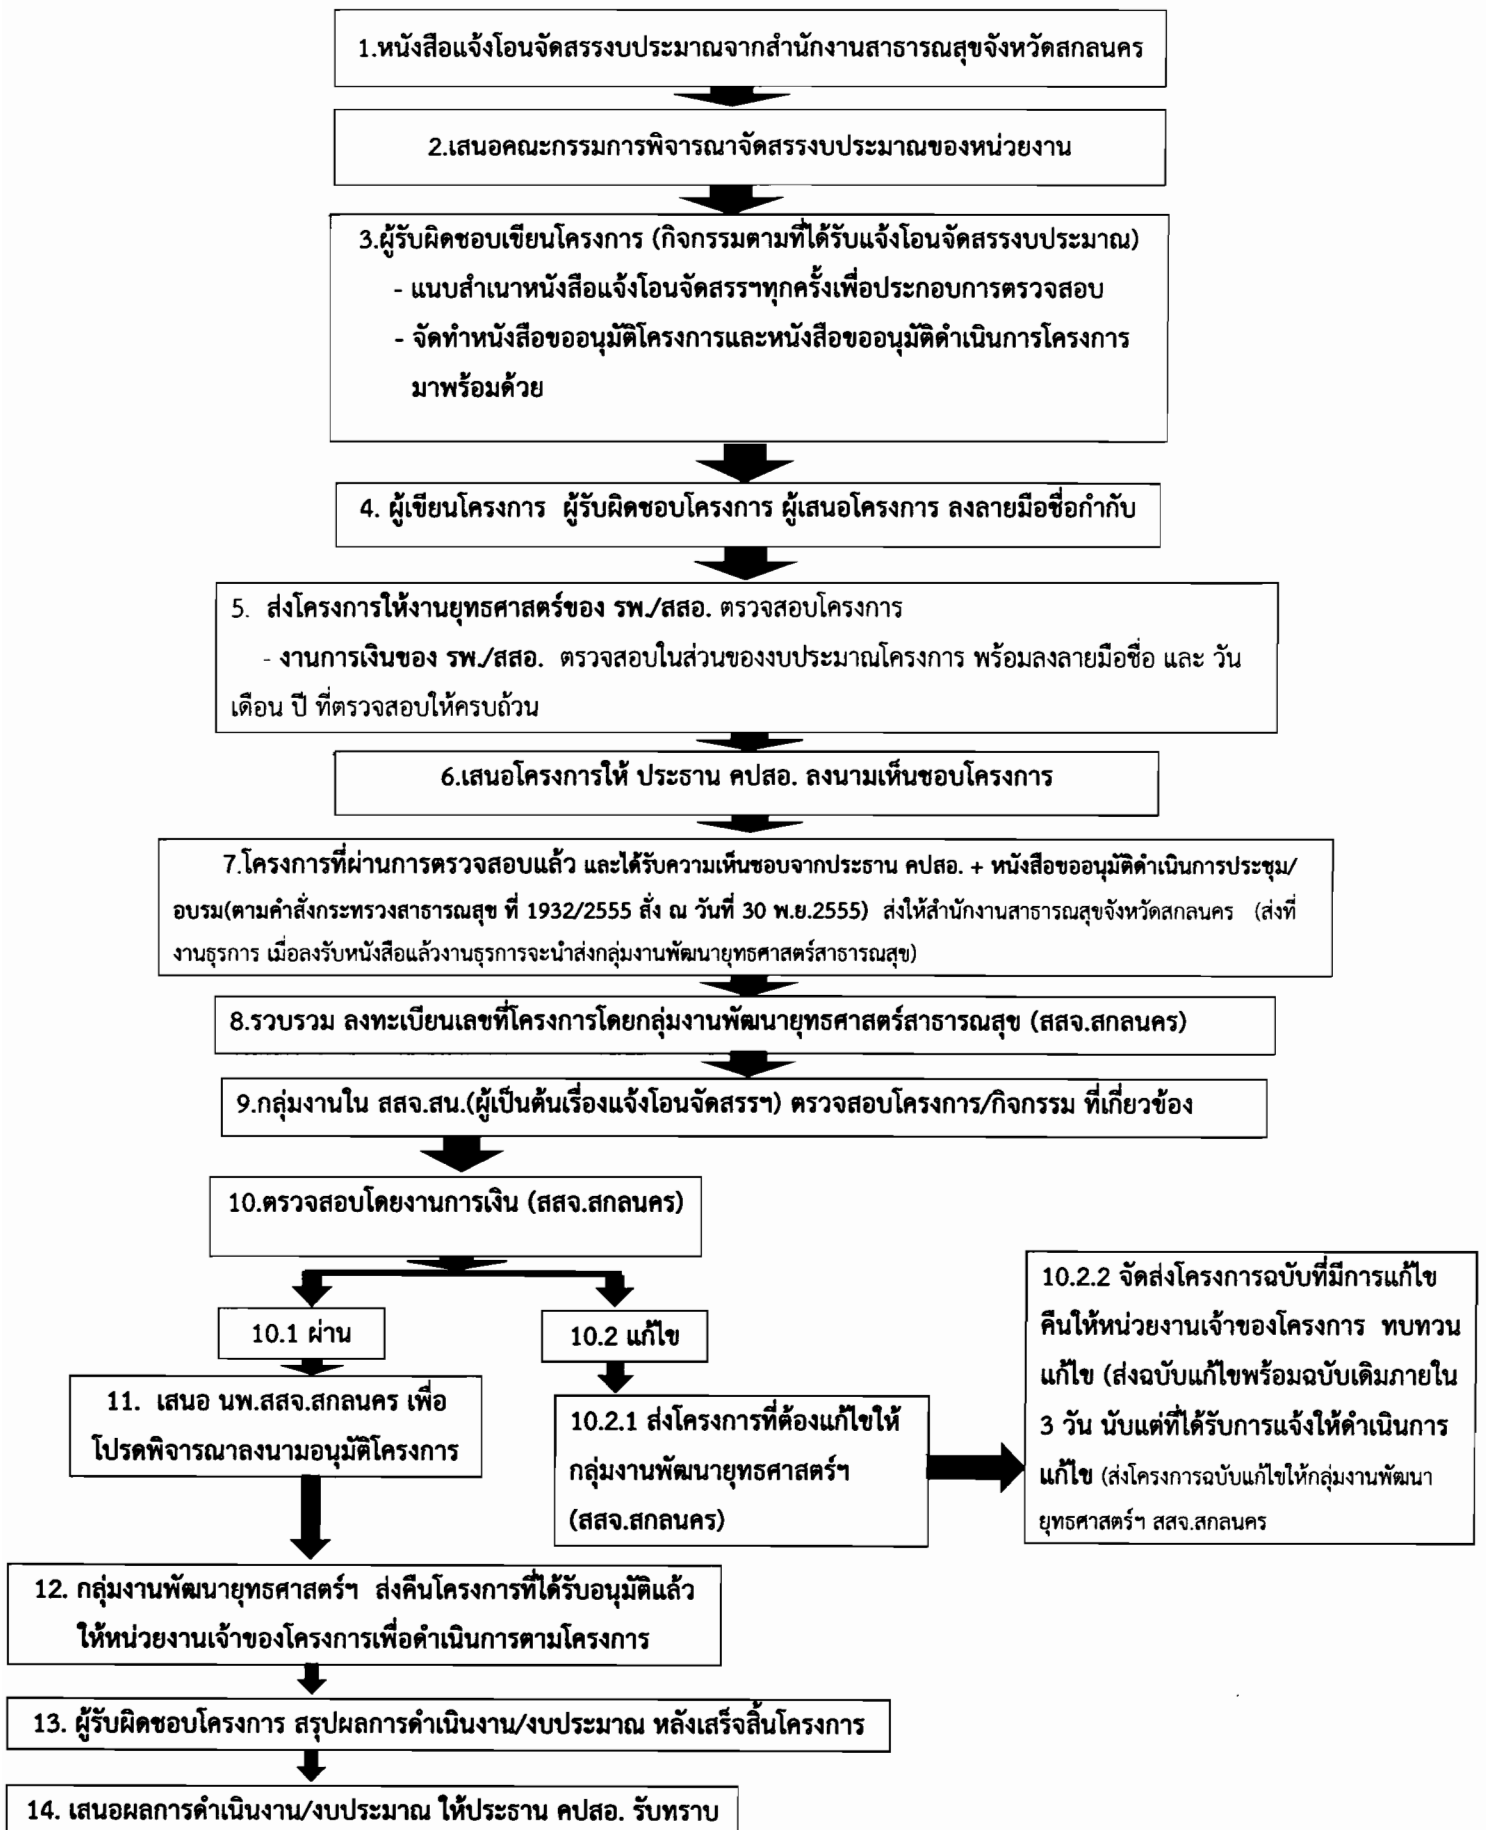 1.หนังสือแจ้งโอนจัดสรรงบประมาณจากสำนักงานสาธารณสุขจังหวัดสกลนคร
2.เสนอคณะกรรมการพิจารณาจัดสรรงบประมาณของหน่วยงาน
3.ผู้รับผิดชอบเขียนโครงการ (กิจกรรมตามที่ได้รับแจ้งโอนจัดสรรงบประมาณ)
- แนบสำเนาหนังสือแจ้งโอนจัดสรรฯทุกครั้งเพื่อประกอบการตรวจสอบ
- จัดทำหนังสือขออนุมัติโครงการและหนังสือขออนุมัติดำเนินการโครงการ
มาพร้อมด้วย
4. ผู้เขียนโครงการ ผู้รับผิดชอบโครงการ ผู้เสนอโครงการ ลงลายมือชื่อกำกับ
5. ส่งโครงการให้งานยุทธศาสตร์ของ รพ./สสอ. ตรวจสอบโครงการ
- งานการเงินของ รพ./สสอ. ตรวจสอบในส่วนของงบประมาณโครงการ พร้อมลงลายมือชื่อ และ วัน
เดือน ปี ที่ตรวจสอบให้ครบถ้วน
6.เสนอโครงการให้ ประธาน คปสอ. ลงนามเห็นชอบโครงการ
7.โครงการที่ผ่านการตรวจสอบแล้ว และได้รับความเห็นชอบจากประธาน คปสอ. + หนังสือขออนุมัติดำเนินการประชุม/
อบรม(ตามคำสั่งกระทรวงสาธารณสุข ที่ 1932/2555 สั่ง ณ วันที่ 30 พ.ย.2555) ส่งให้สำนักงานสาธารณสุขจังหวัดสกลนคร (ส่งที่
งานธุรการ เมื่อลงรับหนังสือแล้วงานธุรการจะนำส่งกลุ่มงานพัฒนายุทธศาสตร์สาธารณสุข)
8.รวบรวม ลงทะเบียนเลขที่โครงการโดยกลุ่มงานพัฒนายุทธศาสตร์สาธารณสุข (สสจ.สกลนคร)
9.กลุ่มงานใน สสจ.สน.(ผู้เป็นต้นเรื่องแจ้งโอนจัดสรรฯ) ตรวจสอบโครงการ/กิจกรรม ที่เกี่ยวข้อง
10.ตรวจสอบโดยงานการเงิน (สสจ.สกลนคร)
10.1 ผ่าน
10.2 แก้ไข
11. เสนอ นพ.สสจ.สกลนคร เพื่อ
โปรดพิจารณาลงนามอนุมัติโครงการ
10.2.1 ส่งโครงการที่ต้องแก้ไขให้
กลุ่มงานพัฒนายุทธศาสตร์ฯ
(สสจ.สกลนคร)
10.2.2 จัดส่งโครงการฉบับที่มีการแก้ไข
คืนให้หน่วยงานเจ้าของโครงการ ทบทวน
แก้ไข (ส่งฉบับแก้ไขพร้อมฉบับเดิมภายใน
3 วัน นับแต่ที่ได้รับการแจ้งให้ดำเนินการ
แก้ไข (ส่งโครงการฉบับแก้ไขให้กลุ่มงานพัฒนา
ยุทธศาสตร์ฯ สสจ.สกลนคร
12. กลุ่มงานพัฒนายุทธศาสตร์ฯ ส่งคืนโครงการที่ได้รับอนุมัติแล้ว
ให้หน่วยงานเจ้าของโครงการเพื่อดำเนินการตามโครงการ
13. ผู้รับผิดชอบโครงการ สรุปผลการดำเนินงาน/งบประมาณ หลังเสร็จสิ้นโครงการ
14. เสนอผลการดำเนินงาน/งบประมาณ ให้ประธาน คปสอ. รับทราบ